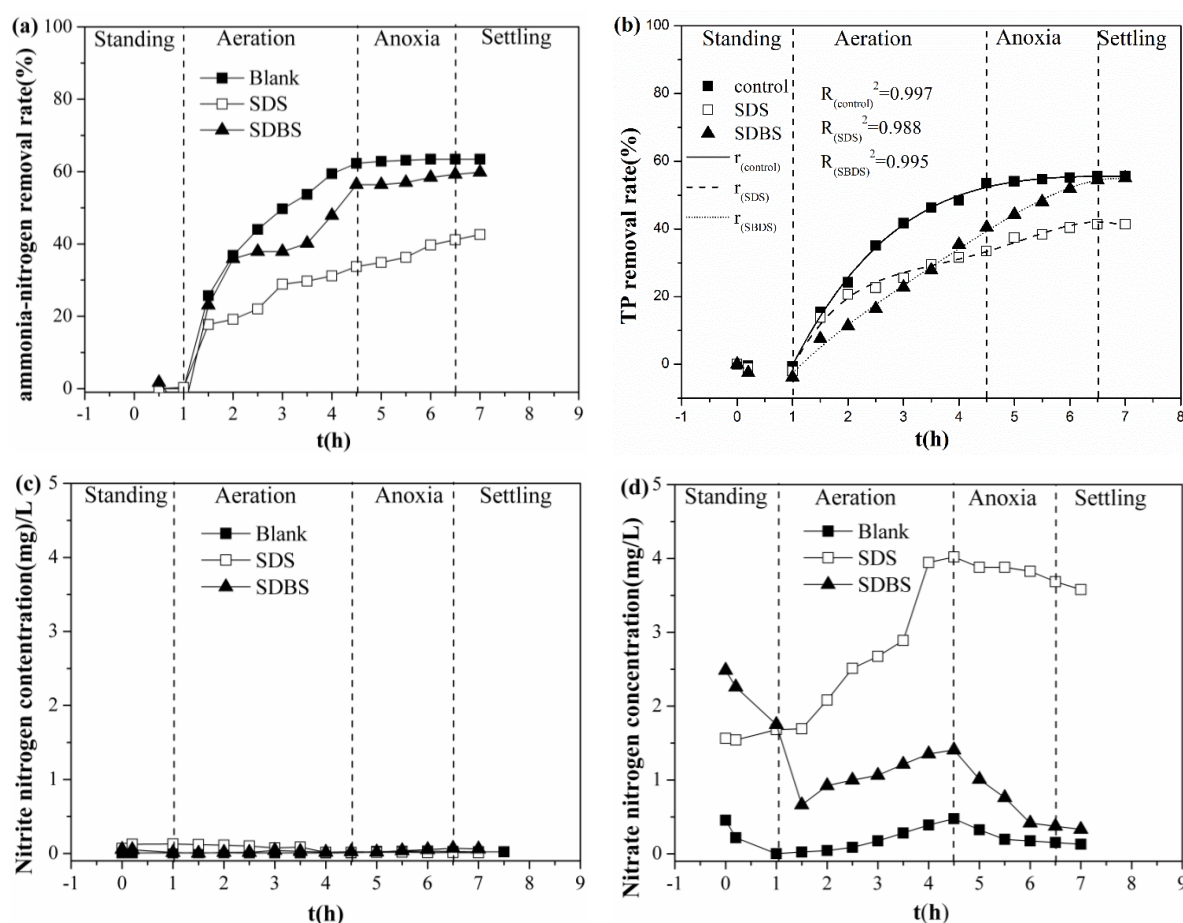 (a)
Standing Aeration Anoxia Settling
Blank
SDS
SDBS
ammonia-nitrogen removal rate(%)
100
80
60
40
20
0
-1 0 1 2 3 4 5 6 7 8 9
t(h)
(b)
Standing Aeration Anoxia Settling
control
SDS
SDBS
r(control)
r(SDS)
r(SBDS)
R(control)²=0.997
R(SDS)²=0.988
R(SBDS)²=0.995
TP removal rate(%)
100
80
60
40
20
0
-1 0 1 2 3 4 5 6 7 8
t(h)
(c)
Standing Aeration Anoxia Settling
Blank
SDS
SDBS
Nitrite nitrogen contentration(mg)/L
5
4
3
2
1
0
-1 0 1 2 3 4 5 6 7 8 9
t(h)
(d)
Standing Aeration Anoxia Settling
Blank
SDS
SDBS
Nitrate nitrogen concentration(mg/L)
5
4
3
2
1
0
-1 0 1 2 3 4 5 6 7 8 9
t(h)